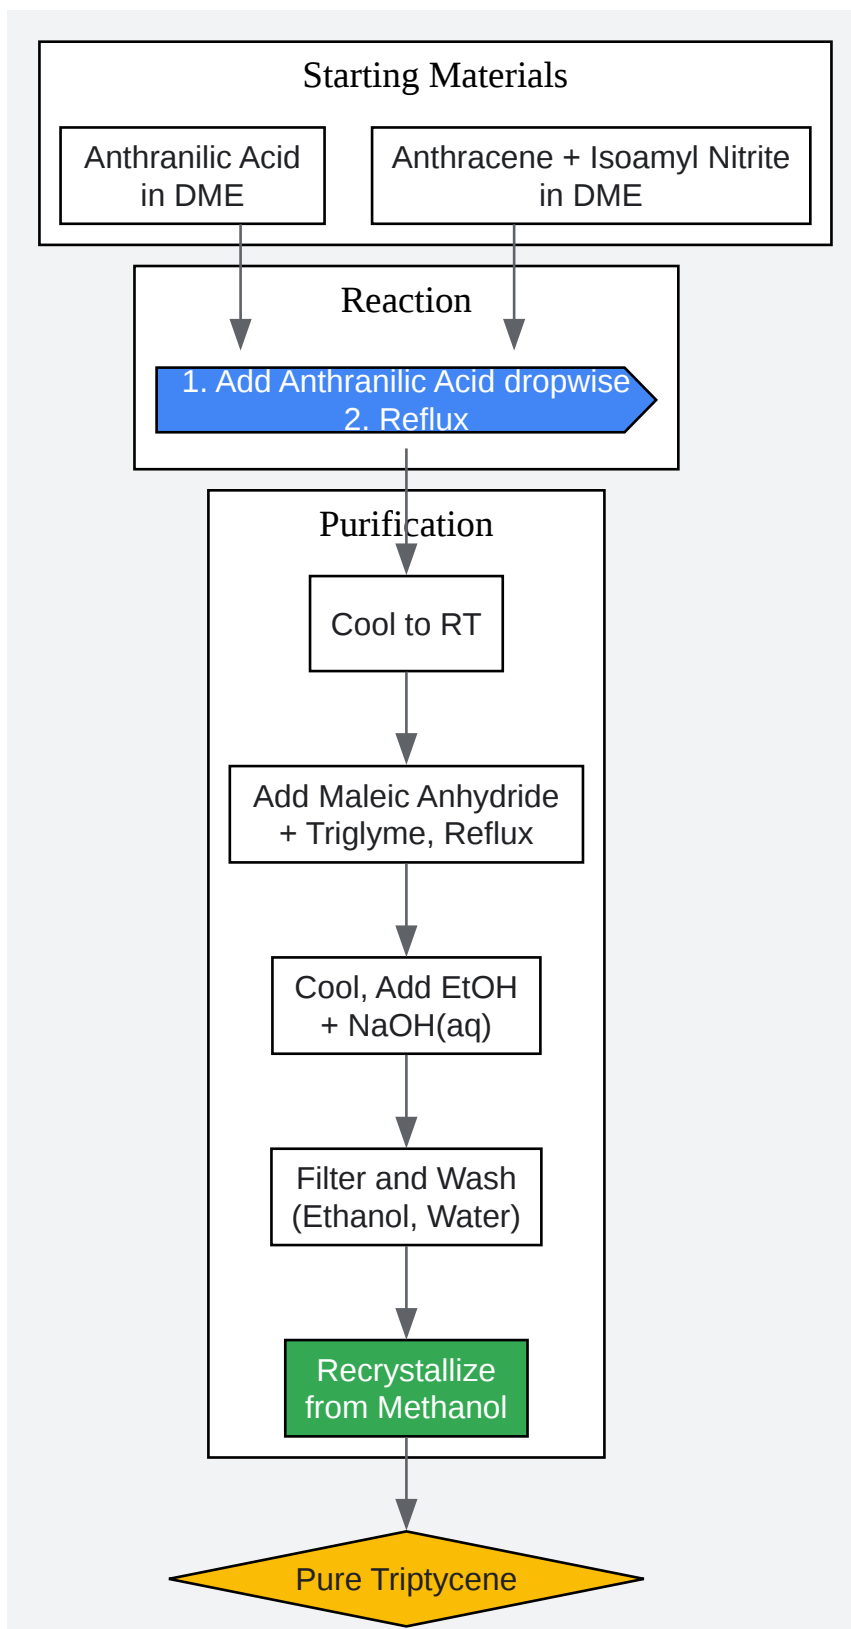 Starting Materials
Anthranilic Acid
in DME
Anthracene + Isoamyl Nitrite
in DME
Reaction
1. Add Anthranilic Acid dropwise
2. Reflux
Purification
Cool to RT
Add Maleic Anhydride
+ Triglyme, Reflux
Cool, Add EtOH
+ NaOH(aq)
Filter and Wash
(Ethanol, Water)
Recrystallize
from Methanol
Pure Triptycene